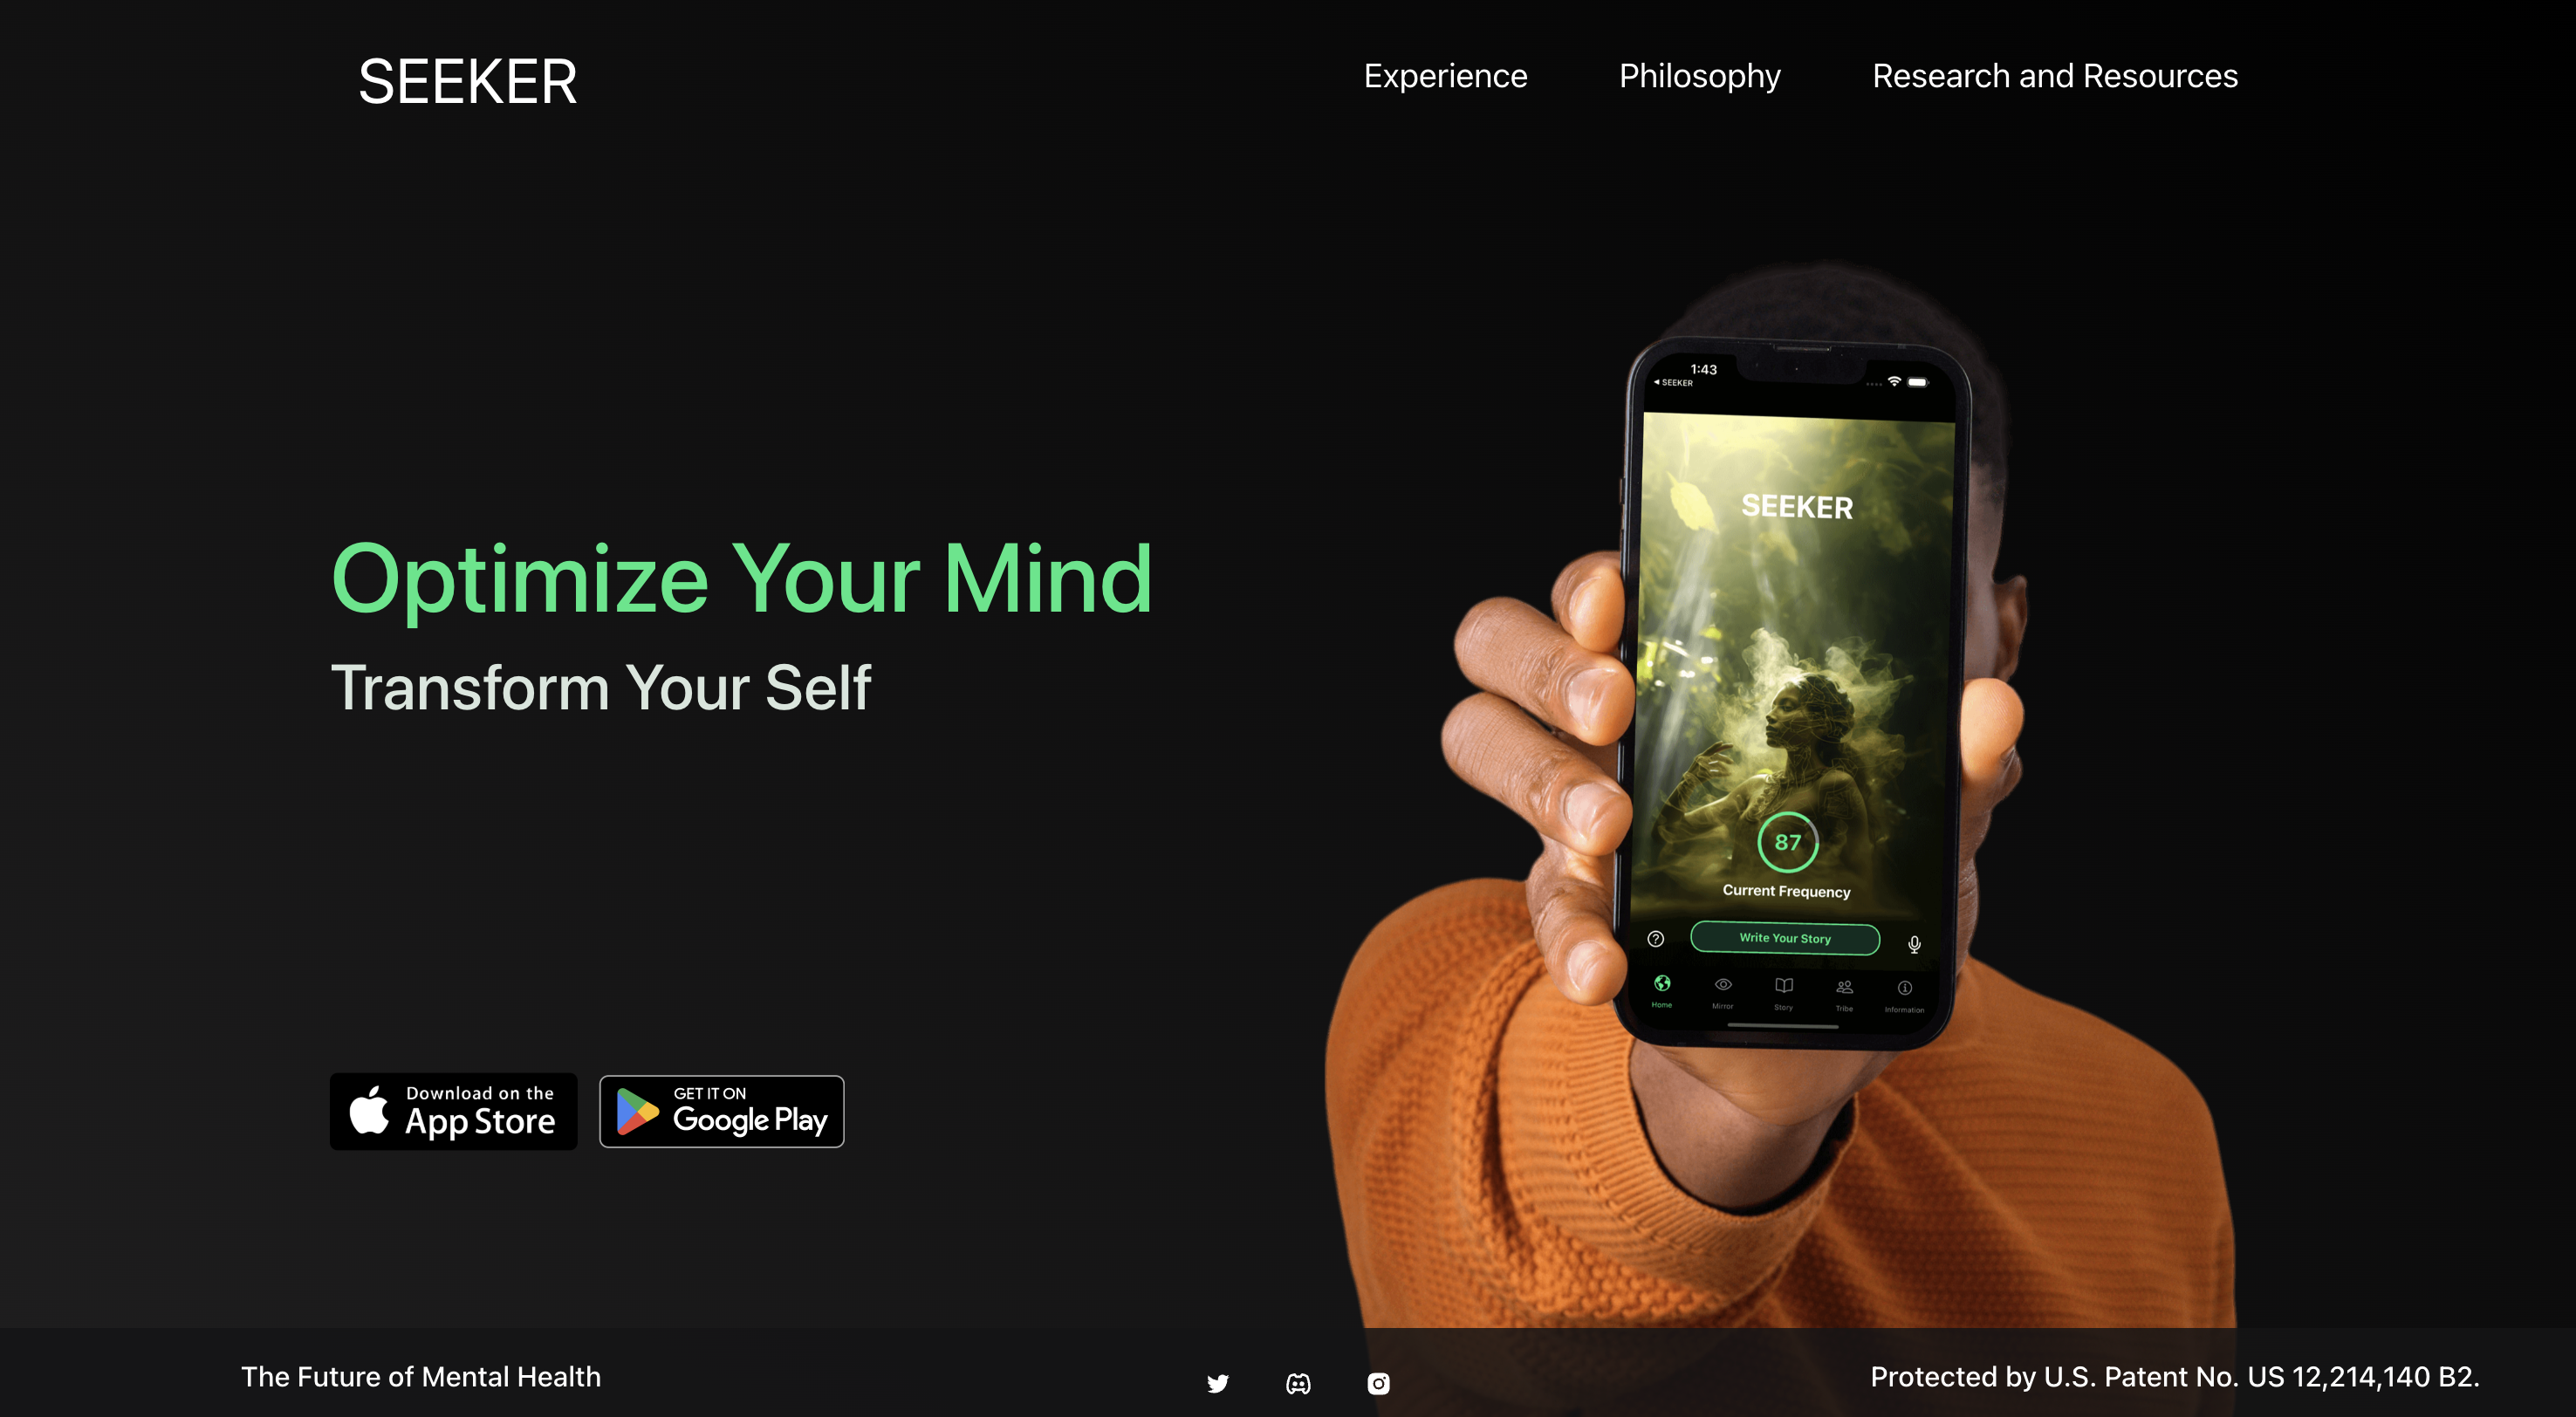 SEEKER
Experience Philosophy Research and Resources
Optimize Your Mind
Transform Your Self
Download on the
App Store
GET IT ON
Google Play
1:43
SEEKER
SEEKER
87
Current Frequency
Write Your Story
Home Mirror Story Tribe Information
The Future of Mental Health
Protected by U.S. Patent No. US 12,214,140 B2.